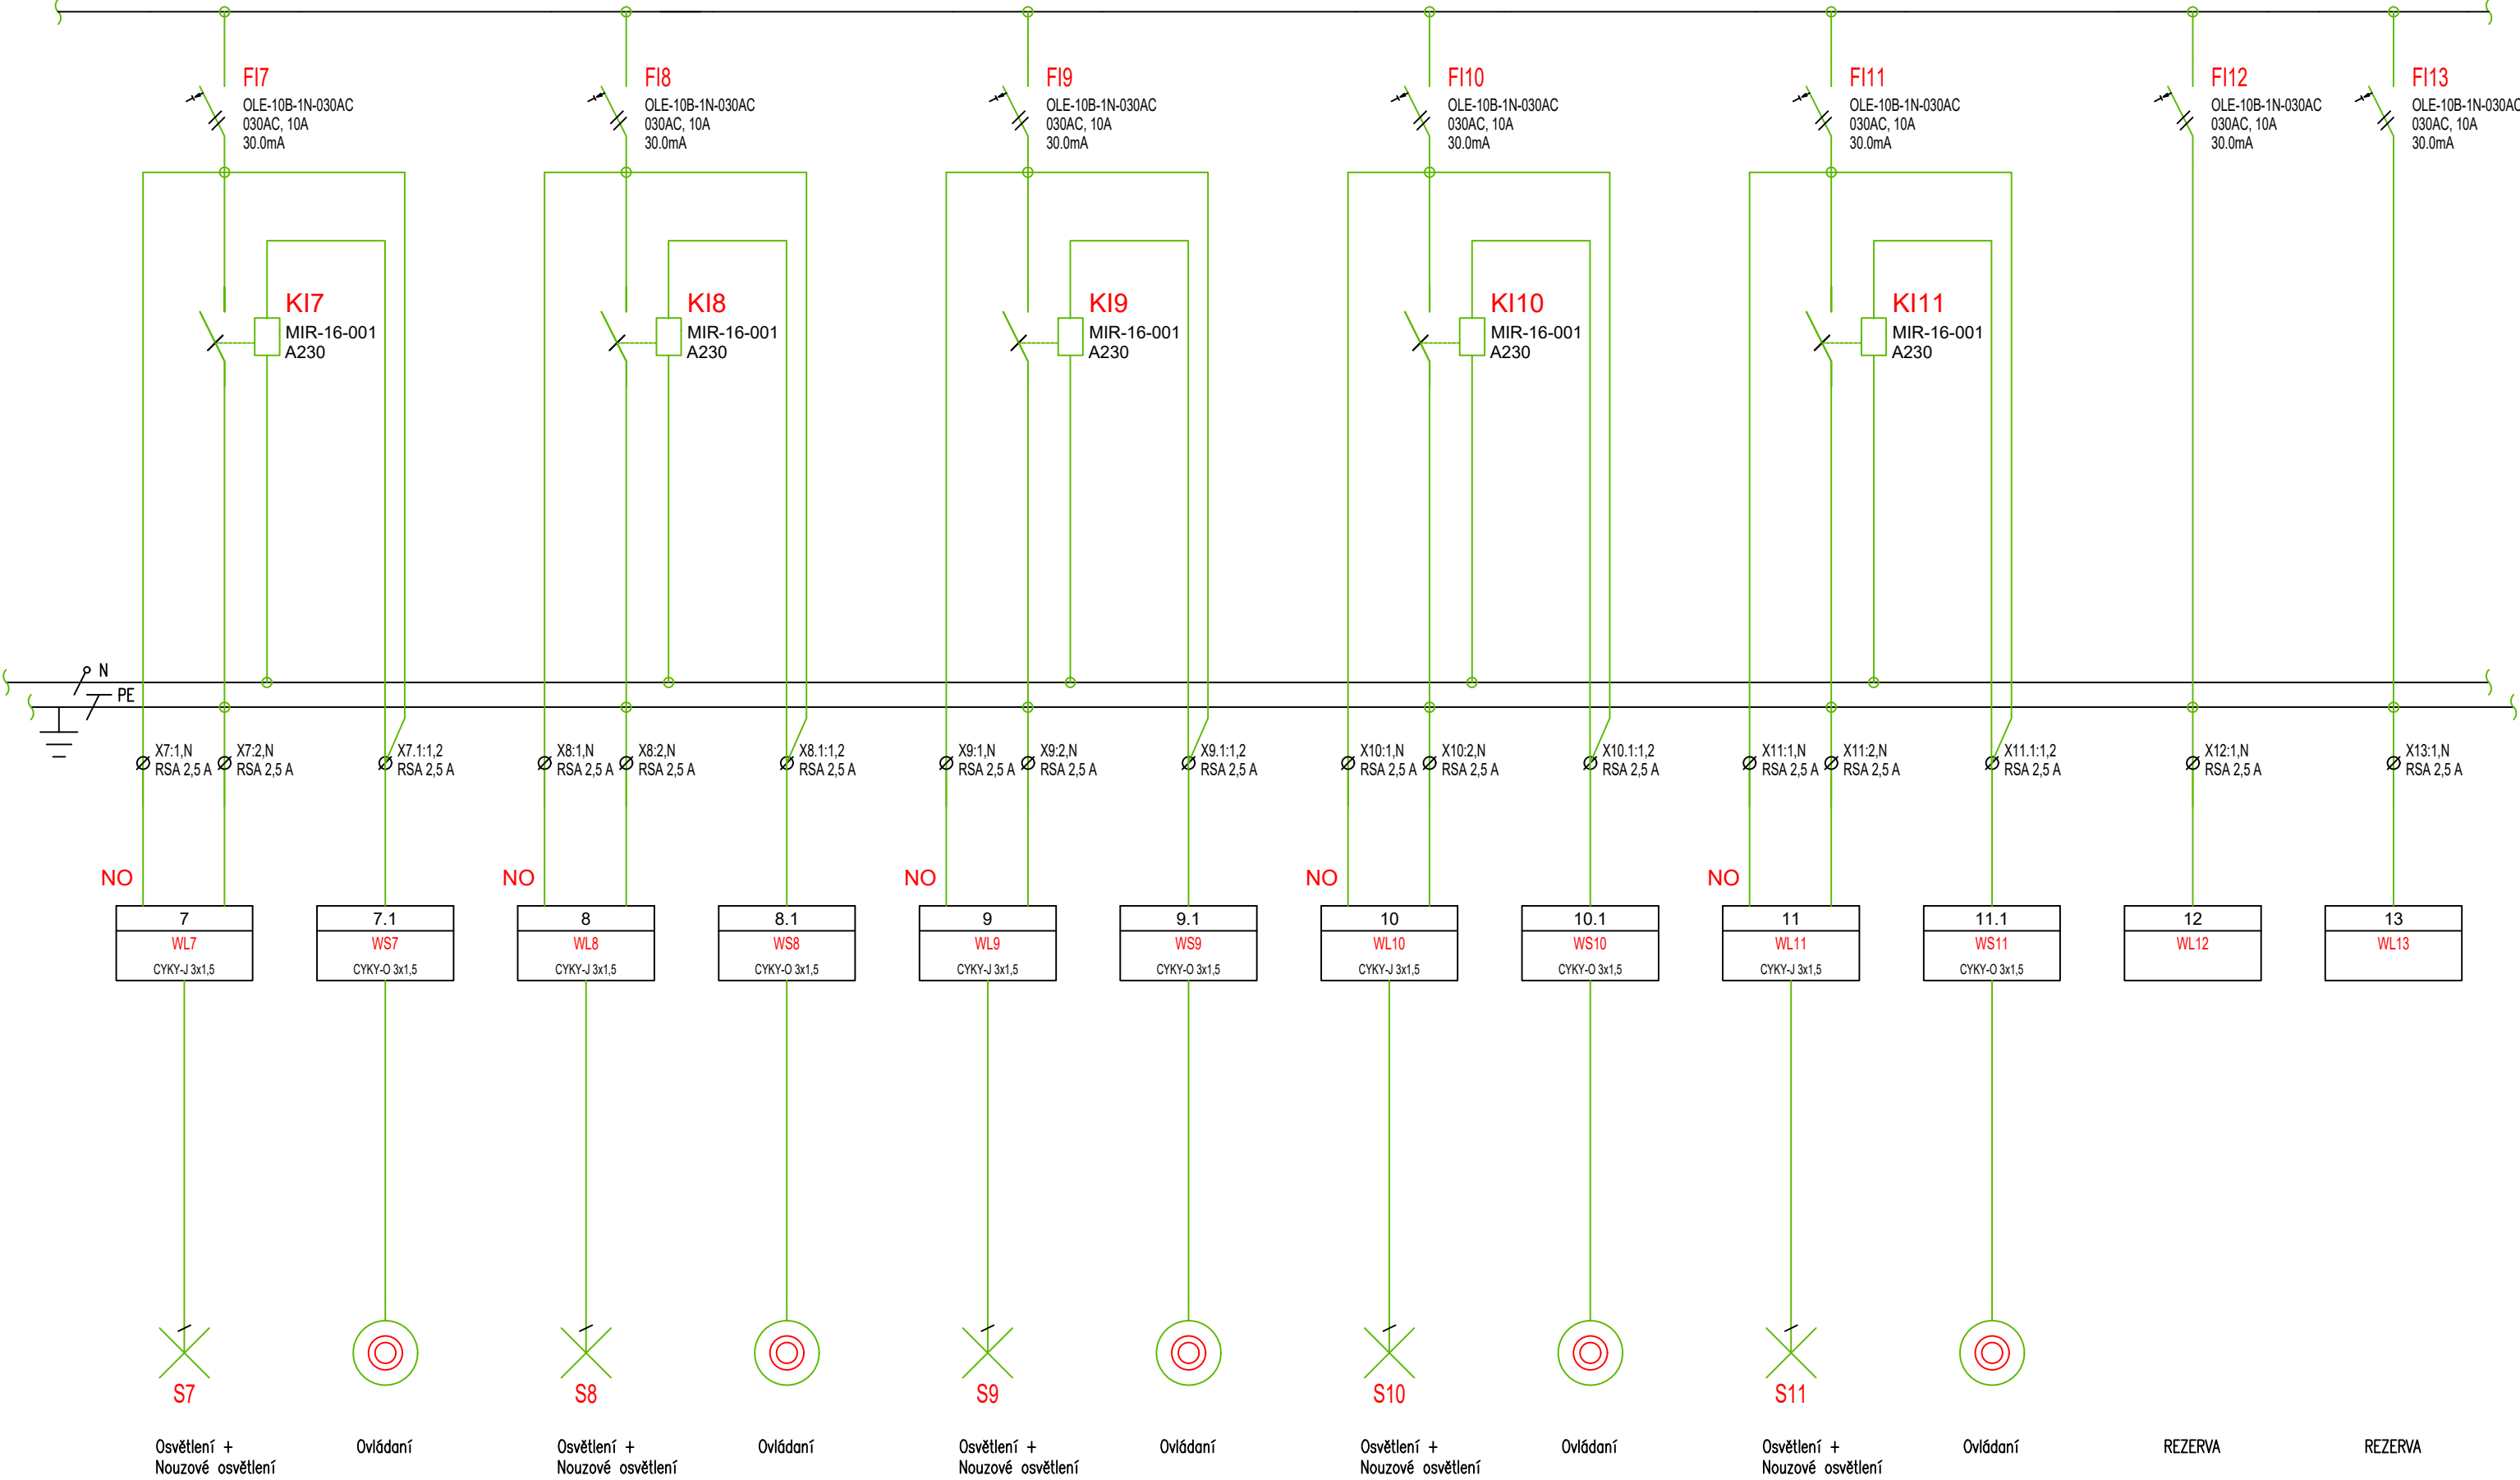 FI7
OLE-10B-1N-030AC
030AC, 10A
30.0mA
FI8
OLE-10B-1N-030AC
030AC, 10A
30.0mA
FI9
OLE-10B-1N-030AC
030AC, 10A
30.0mA
FI10
OLE-10B-1N-030AC
030AC, 10A
30.0mA
FI11
OLE-10B-1N-030AC
030AC, 10A
30.0mA
FI12
OLE-10B-1N-030AC
030AC, 10A
30.0mA
FI13
OLE-10B-1N-030AC
030AC, 10A
30.0mA
KI7
MIR-16-001
A230
KI8
MIR-16-001
A230
KI9
MIR-16-001
A230
KI10
MIR-16-001
A230
KI11
MIR-16-001
A230
N
PE
X7:1,N
RSA 2,5 A
X7:2,N
RSA 2,5 A
X7.1:1,2
RSA 2,5 A
X8:1,N
RSA 2,5 A
X8:2,N
RSA 2,5 A
X8.1:1,2
RSA 2,5 A
X9:1,N
RSA 2,5 A
X9:2,N
RSA 2,5 A
X9.1:1,2
RSA 2,5 A
X10:1,N
RSA 2,5 A
X10:2,N
RSA 2,5 A
X10.1:1,2
RSA 2,5 A
X11:1,N
RSA 2,5 A
X11:2,N
RSA 2,5 A
X11.1:1,2
RSA 2,5 A
X12:1,N
RSA 2,5 A
X13:1,N
RSA 2,5 A
NO
NO
NO
NO
NO
7
WL7
CYKY-J 3x1,5
7.1
WS7
CYKY-O 3x1,5
8
WL8
CYKY-J 3x1,5
8.1
WS8
CYKY-O 3x1,5
9
WL9
CYKY-J 3x1,5
9.1
WS9
CYKY-O 3x1,5
10
WL10
CYKY-J 3x1,5
10.1
WS10
CYKY-O 3x1,5
11
WL11
CYKY-J 3x1,5
11.1
WS11
CYKY-O 3x1,5
12
WL12
13
WL13
S7
S8
S9
S10
S11
Osvětlení +
Nouzové osvětlení
Ovládaní
Osvětlení +
Nouzové osvětlení
Ovládaní
Osvětlení +
Nouzové osvětlení
Ovládaní
Osvětlení +
Nouzové osvětlení
Ovládaní
Osvětlení +
Nouzové osvětlení
Ovládaní
REZERVA
REZERVA